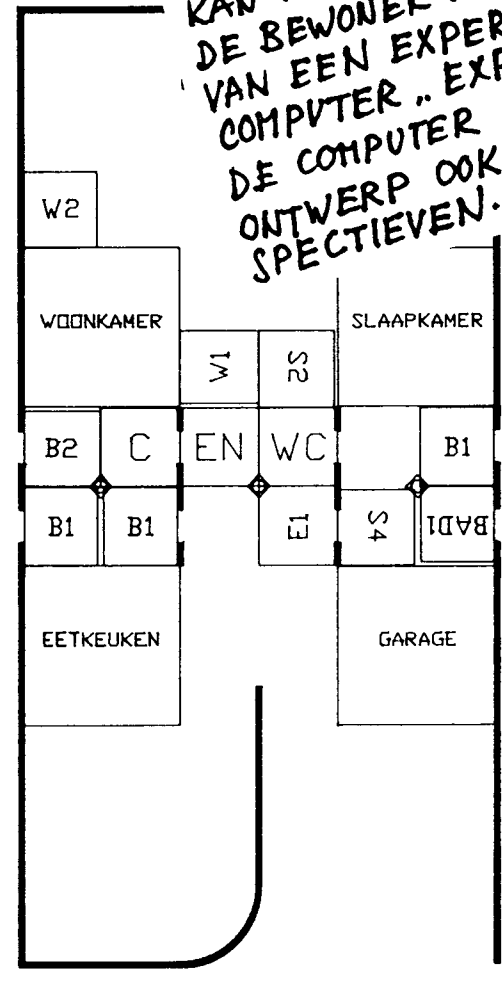 KAN
DE BEWONER
VAN EEN EXPER
COMPUTER „ EXP
DE COMPUTER
ONTWERP OOK
SPECTIEVEN.
W2
WOONKAMER
SLAAPKAMER
W1 S2
B2 C EN WC B1
B1 B1 E1 S4 BAD1
EETKEUKEN
GARAGE